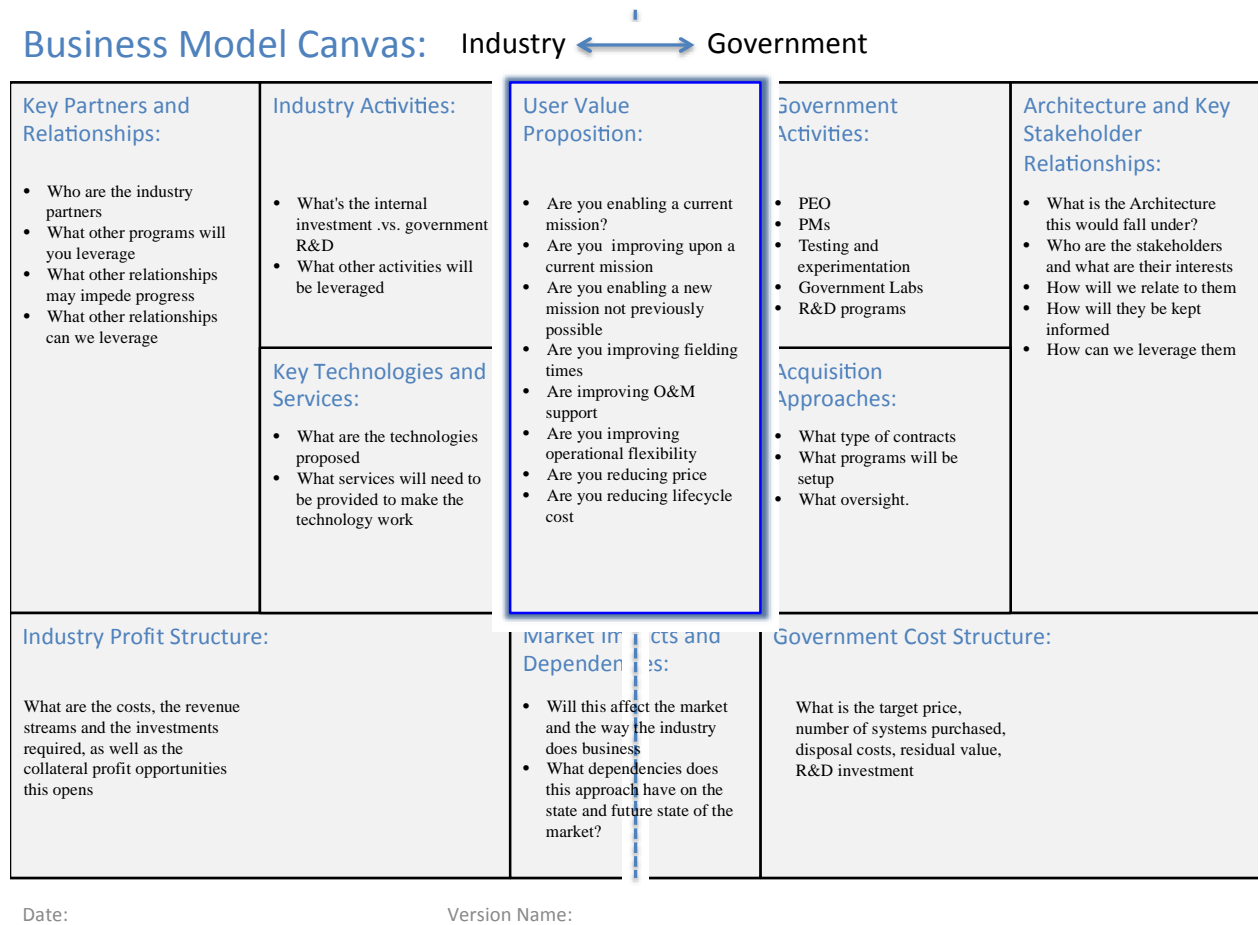 Business Model Canvas:
Industry
Government
Key Partners and
Relationships:
• Who are the industry
partners
• What other programs will
you leverage
• What other relationships
may impede progress
• What other relationships
can we leverage
Industry Activities:
• What's the internal
investment .vs. government
R&D
• What other activities will
be leveraged
Key Technologies and
Services:
• What are the technologies
proposed
• What services will need to
be provided to make the
technology work
User Value
Proposition:
• Are you enabling a current
mission?
• Are you  improving upon a
current mission
• Are you enabling a new
mission not previously
possible
• Are you improving fielding
times
• Are improving O&M
support
• Are you improving
operational flexibility
• Are you reducing price
• Are you reducing lifecycle
cost
Government
Activities:
• PEO
• PMs
• Testing and
experimentation
• Government Labs
• R&D programs
Acquisition
Approaches:
• What type of contracts
• What programs will be
setup
• What oversight.
Architecture and Key
Stakeholder
Relationships:
• What is the Architecture
this would fall under?
• Who are the stakeholders
and what are their interests
• How will we relate to them
• How will they be kept
informed
• How can we leverage them
Industry Profit Structure:
What are the costs, the revenue
streams and the investments
required, as well as the
collateral profit opportunities
this opens
Market Impacts and
Dependencies:
• Will this affect the market
and the way the industry
does business
• What dependencies does
this approach have on the
state and future state of the
market?
Government Cost Structure:
What is the target price,
number of systems purchased,
disposal costs, residual value,
R&D investment
Date:
Version Name: